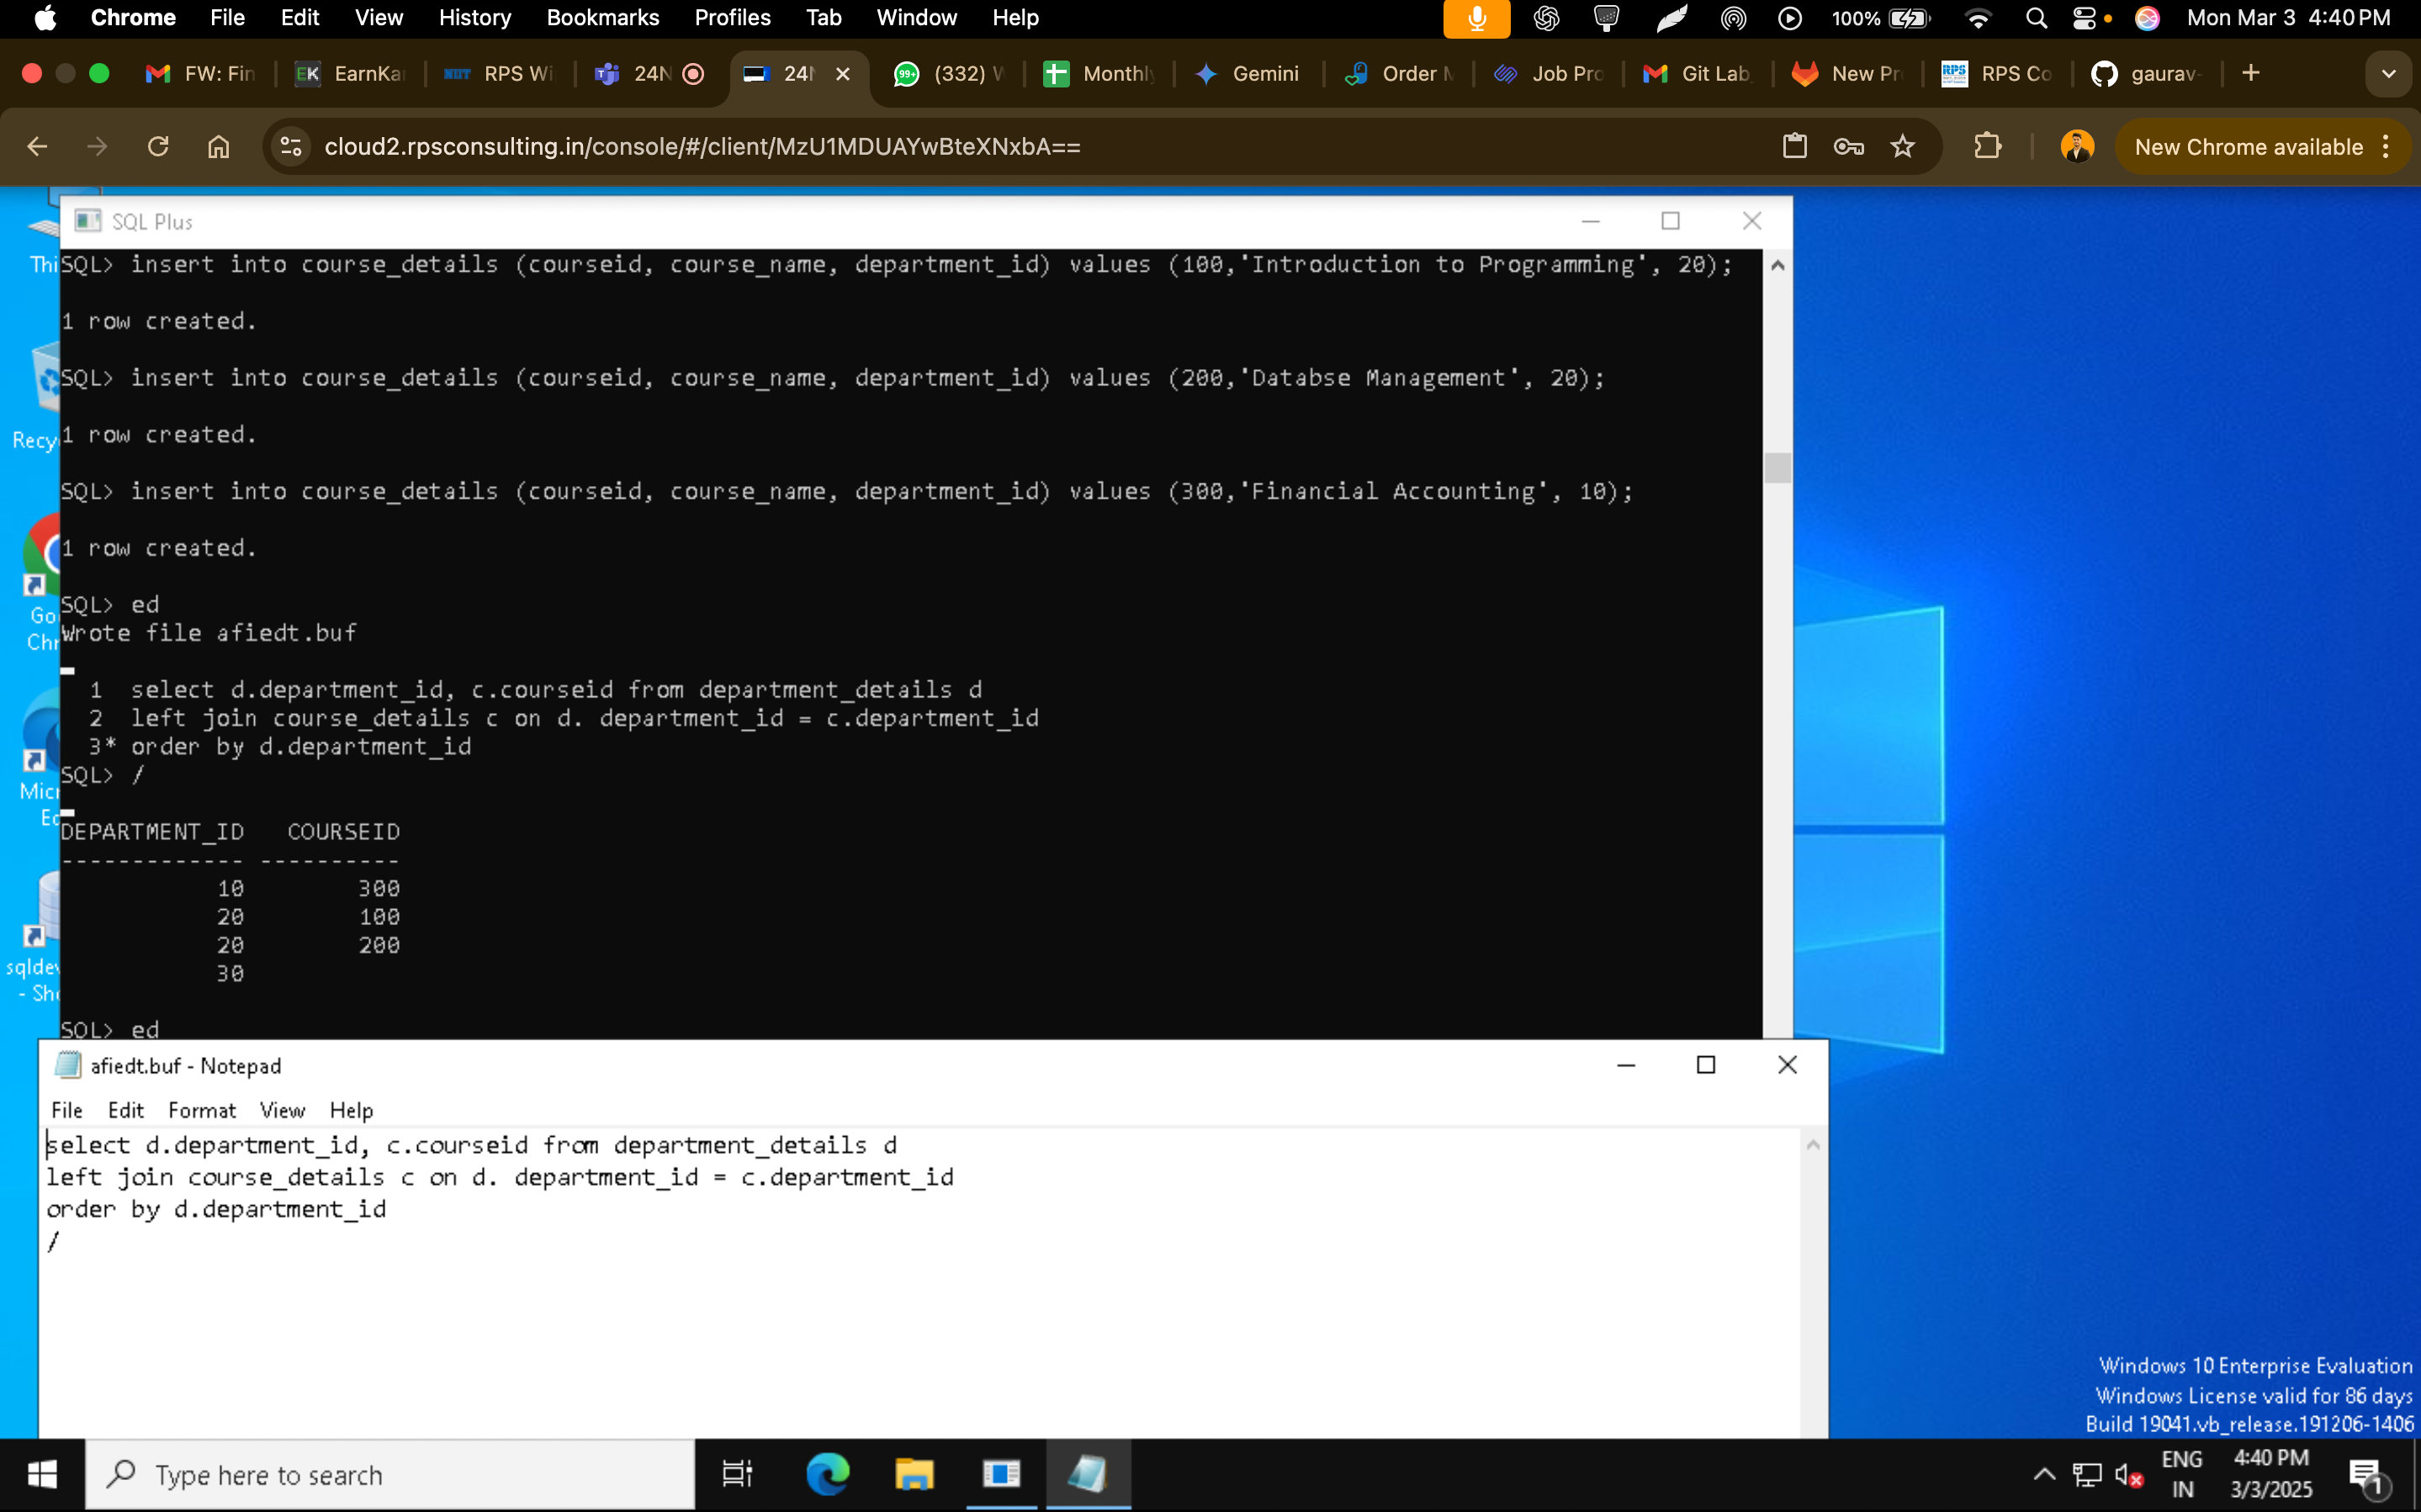 Chrome File Edit View History Bookmarks Profiles Tab Window Help 100% Mon Mar 3 4:40 PM
FW: Fin EK EarnKa NIIT RPS Wi 24N 24N 99+ (332) W Monthly Gemini Order M Job Pro Git Lab New Pr RPS RPS Co gaurav-
cloud2.rpsconsulting.in/console/#/client/MzU1MDUAYwBteXNxbA== New Chrome available
SQL Plus
Thi
SQL> insert into course_details (courseid, course_name, department_id) values (100,'Introduction to Programming', 20);
1 row created.
SQL> insert into course_details (courseid, course_name, department_id) values (200,'Databse Management', 20);
Recy
1 row created.
SQL> insert into course_details (courseid, course_name, department_id) values (300,'Financial Accounting', 10);
1 row created.
SQL> ed
Go
Wrote file afiedt.buf
Chr
1 select d.department_id, c.courseid from department_details d
2 left join course_details c on d. department_id = c.department_id
3* order by d.department_id
SQL> /
Micr
Ed
DEPARTMENT_ID COURSEID
------------- ----------
10 300
20 100
20 200
30
sqldev
- Sho
SQL> ed
afiedt.buf - Notepad
File Edit Format View Help
select d.department_id, c.courseid from department_details d
left join course_details c on d. department_id = c.department_id
order by d.department_id
/
Windows 10 Enterprise Evaluation
Windows License valid for 86 days
Build 19041.vb_release.191206-1406
Type here to search
ENG
IN
4:40 PM
3/3/2025
1